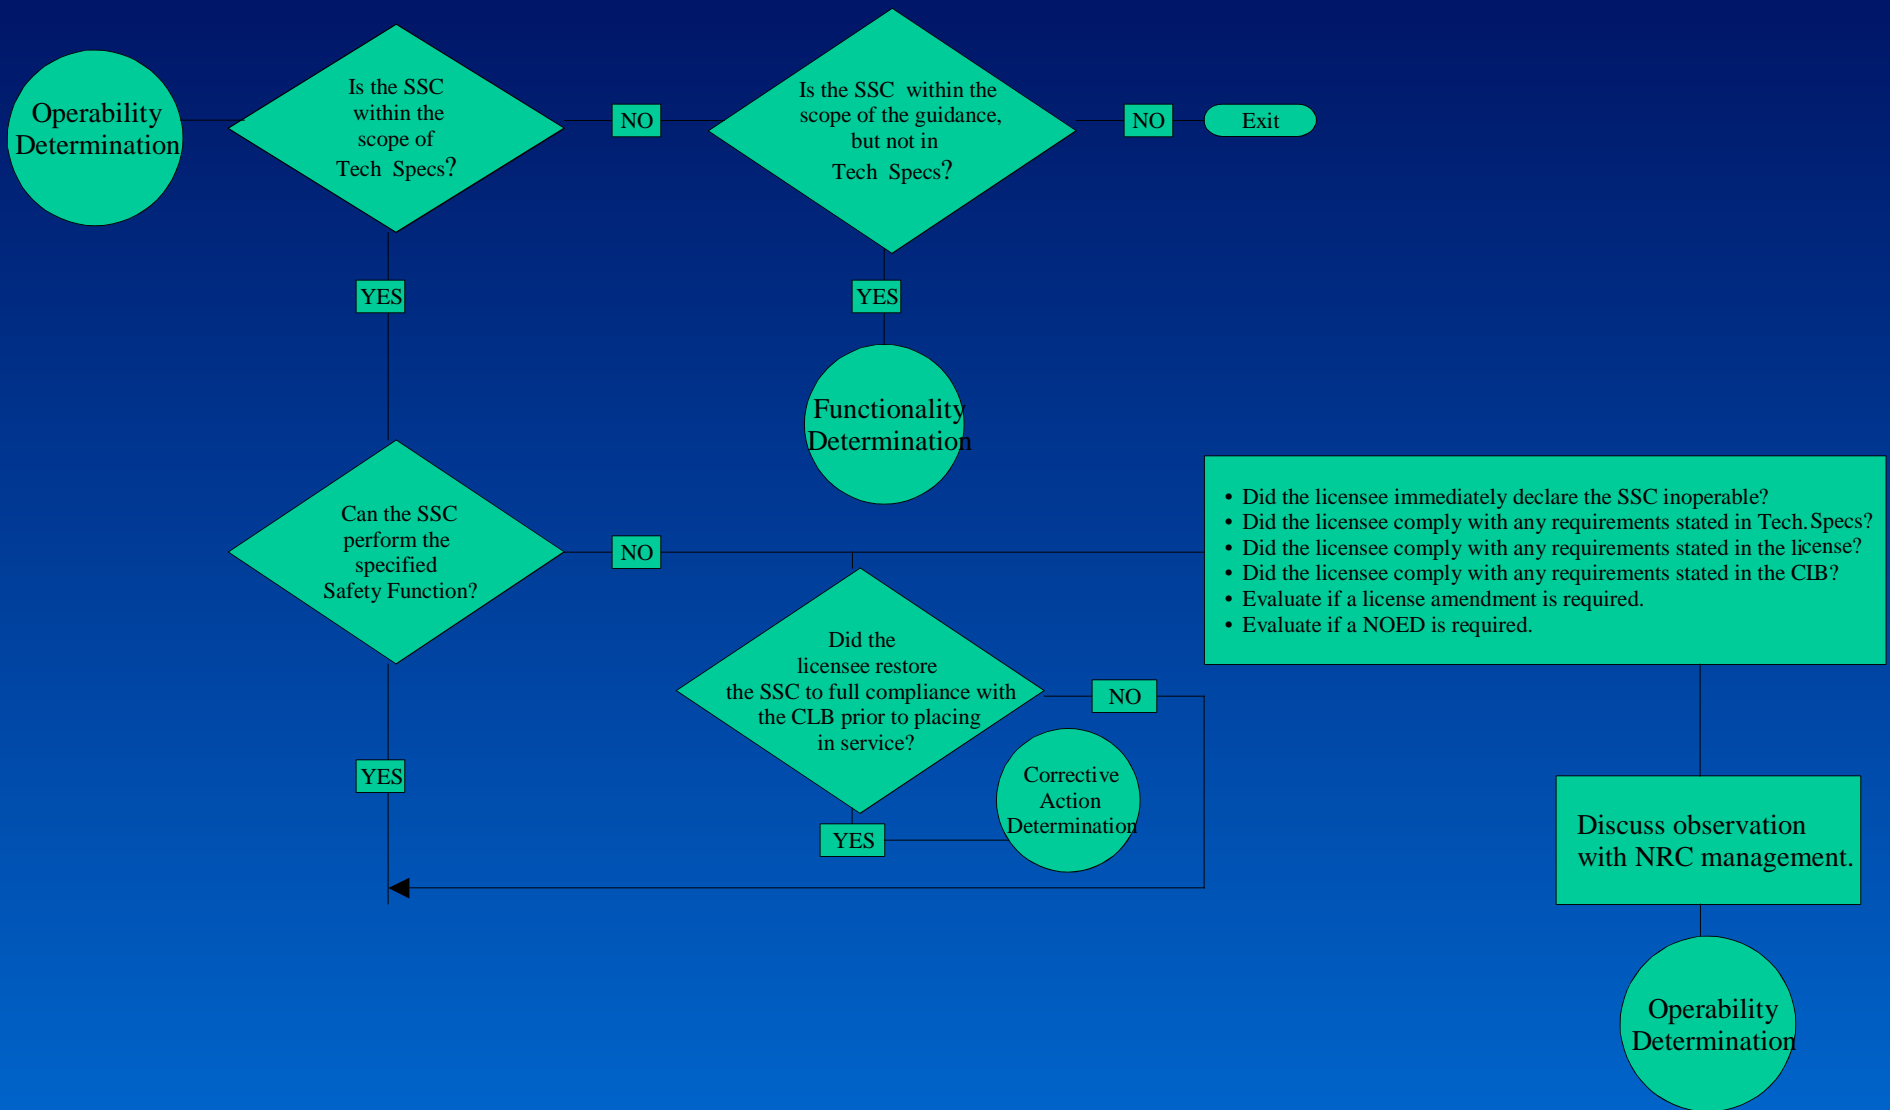 Operability
Determination
Is the SSC
within the
scope of
Tech Specs?
NO
Is the SSC within the
scope of the guidance,
but not in
Tech Specs?
NO
Exit
YES
YES
Functionality
Determination
Can the SSC
perform the
specified
Safety Function?
NO
• Did the licensee immediately declare the SSC inoperable?
• Did the licensee comply with any requirements stated in Tech. Specs?
• Did the licensee comply with any requirements stated in the license?
• Did the licensee comply with any requirements stated in the CIB?
• Evaluate if a license amendment is required.
• Evaluate if a NOED is required.
Did the
licensee restore
the SSC to full compliance with
the CLB prior to placing
in service?
NO
YES
Corrective
Action
Determination
YES
Discuss observation
with NRC management.
Operability
Determination